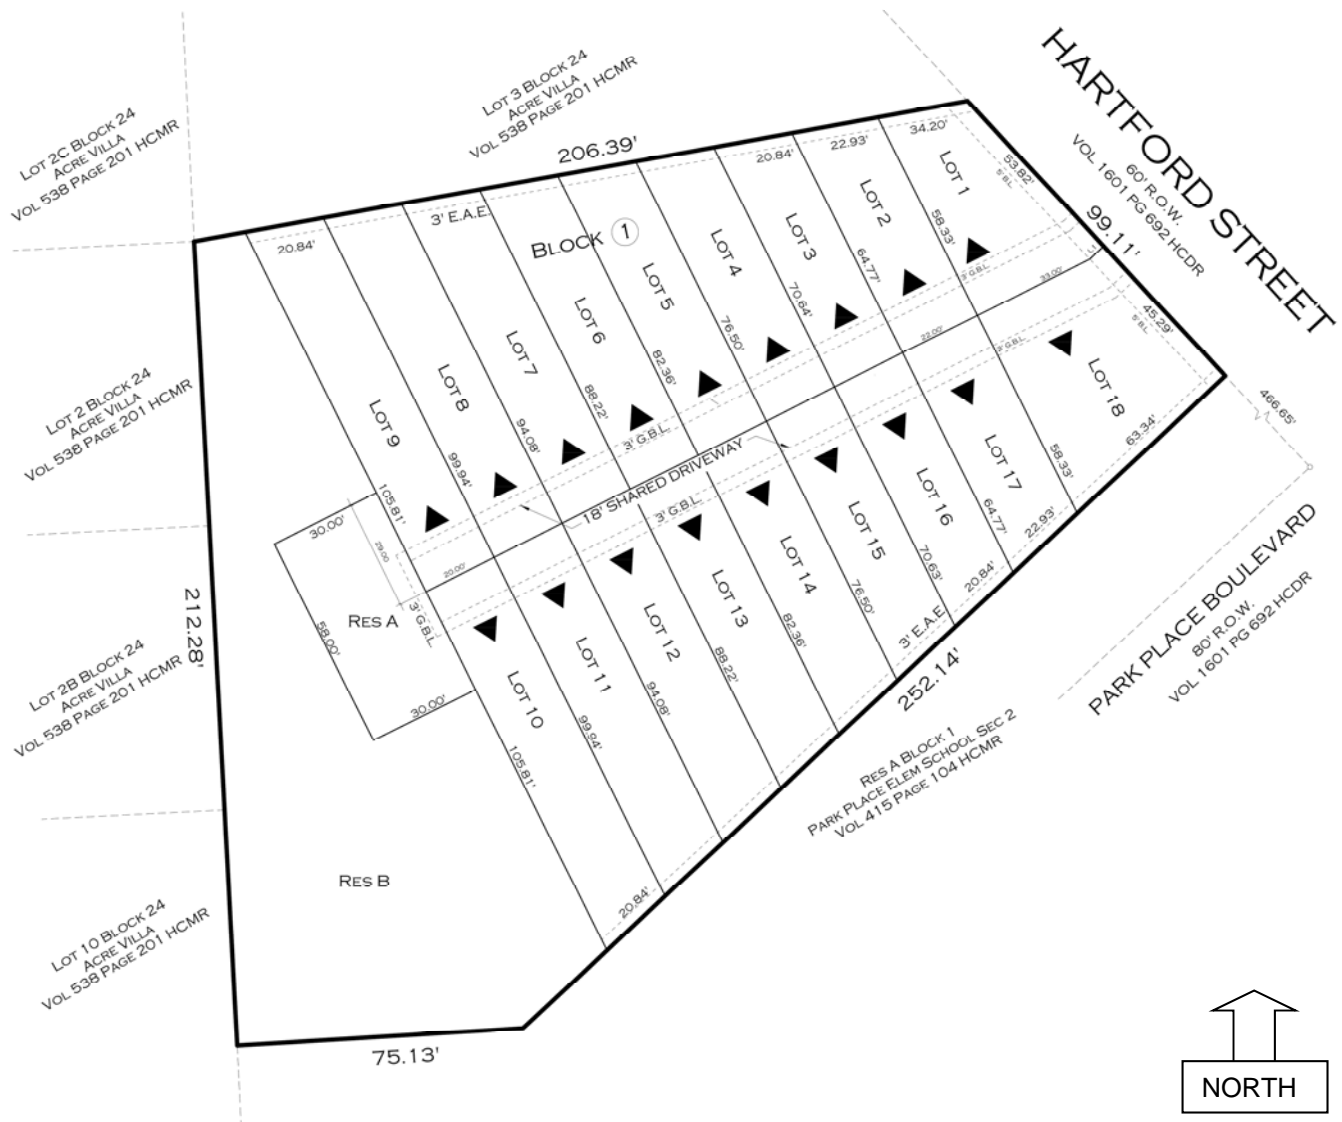 LOT 3 BLOCK 24
ACRE VILLA
VOL 538 PAGE 201 HCMR
LOT 2C BLOCK 24
ACRE VILLA
VOL 538 PAGE 201 HCMR
HARTFORD STREET
60' R.O.W.
VOL 1601 PG 692 HCDR
206.39'
34.20'
22.93'
20.84'
3' E.A.E.
20.84'
53.82'
5' B.L.
99.11'
BLOCK 1
LOT 1
LOT 2
LOT 3
LOT 4
LOT 5
LOT 6
LOT 7
LOT 8
LOT 9
58.33'
64.77'
70.64'
76.50'
82.36'
88.22'
94.08'
99.94'
105.81'
3' G.B.L.
33.00'
22.00'
3' G.B.L.
45.29'
5' B.L.
3' G.B.L.
18' SHARED DRIVEWAY
3' G.B.L.
20.00'
3' G.B.L.
466.65'
LOT 2 BLOCK 24
ACRE VILLA
VOL 538 PAGE 201 HCMR
30.00'
29.00
RES A
58.00'
30.00'
212.28'
LOT 18
LOT 17
LOT 16
LOT 15
LOT 14
LOT 13
LOT 12
LOT 11
LOT 10
63.34'
58.33'
22.93'
64.77'
20.84'
70.63'
3' E.A.E.
76.50'
82.36'
88.22'
94.08'
99.94'
105.81'
252.14'
20.84'
PARK PLACE BOULEVARD
80' R.O.W.
VOL 1601 PG 692 HCDR
LOT 2B BLOCK 24
ACRE VILLA
VOL 538 PAGE 201 HCMR
RES A BLOCK 1
PARK PLACE ELEM SCHOOL SEC 2
VOL 415 PAGE 104 HCMR
RES B
LOT 10 BLOCK 24
ACRE VILLA
VOL 538 PAGE 201 HCMR
75.13'
NORTH